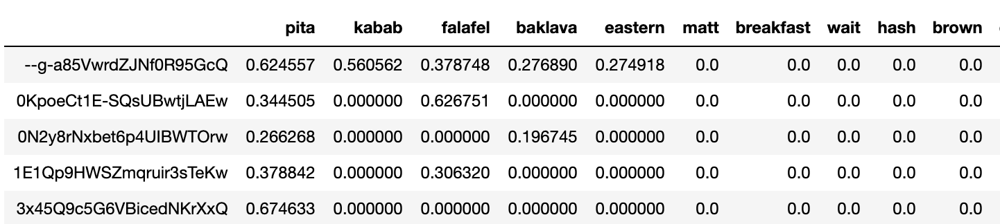 pita kabab falafel baklava eastern matt breakfast wait hash brown
--g-a85VwrdZJNf0R95GcQ 0.624557 0.560562 0.378748 0.276890 0.274918 0.0 0.0 0.0 0.0 0.0
0KpoeCt1E-SQsUBwtjLAEw 0.344505 0.000000 0.626751 0.000000 0.000000 0.0 0.0 0.0 0.0 0.0
0N2y8rNxbet6p4UIBWTOrw 0.266268 0.000000 0.000000 0.196745 0.000000 0.0 0.0 0.0 0.0 0.0
1E1Qp9HWSZmqruir3sTeKw 0.378842 0.000000 0.306320 0.000000 0.000000 0.0 0.0 0.0 0.0 0.0
3x45Q9c5G6VBicedNKrXxQ 0.674633 0.000000 0.000000 0.000000 0.000000 0.0 0.0 0.0 0.0 0.0